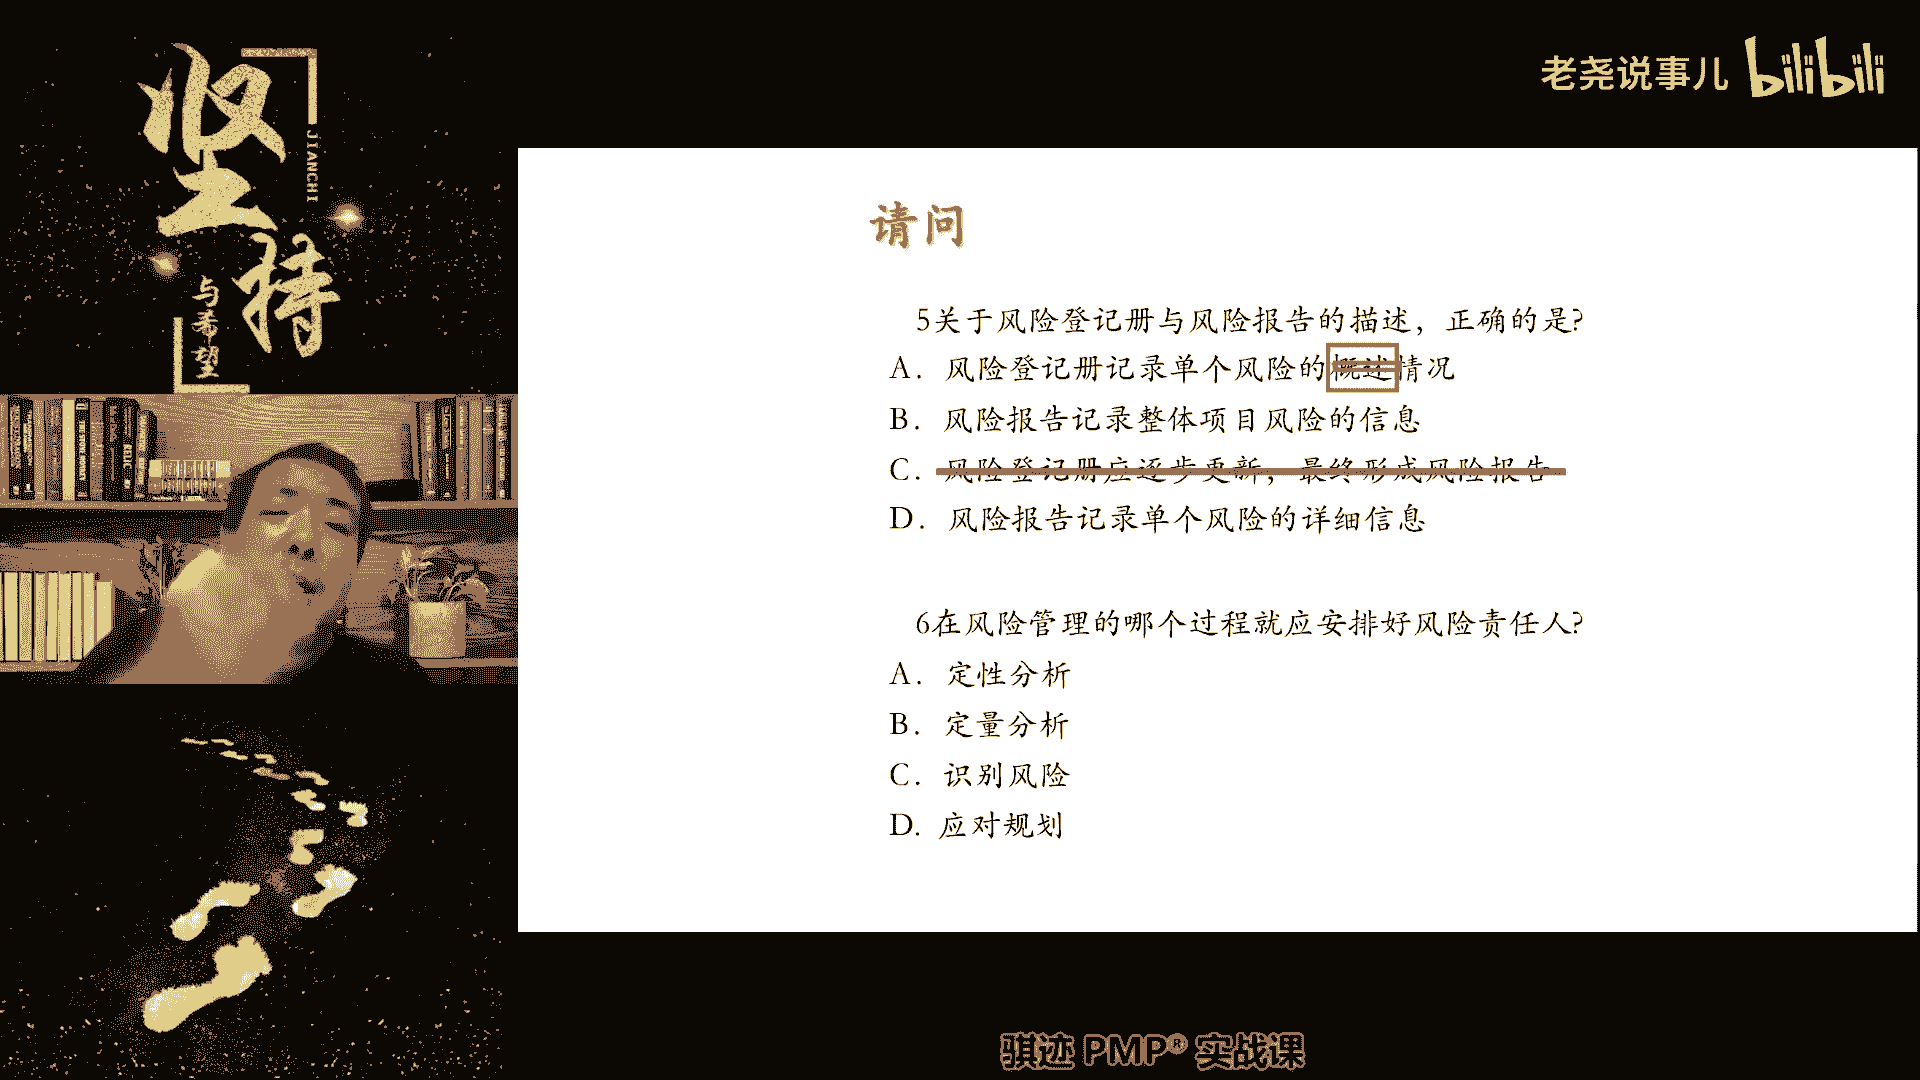 坚持
JIANCHI
与希望
老尧说事儿 bilibili
请问
5关于风险登记册与风险报告的描述，正确的是?
A. 风险登记册记录单个风险的概述情况
B. 风险报告记录整体项目风险的信息
C. 风险登记册应逐步更新，最终形成风险报告
D. 风险报告记录单个风险的详细信息
6在风险管理的哪个过程就应安排好风险责任人?
A. 定性分析
B. 定量分析
C. 识别风险
D. 应对规划
骐迹 PMP® 实战课